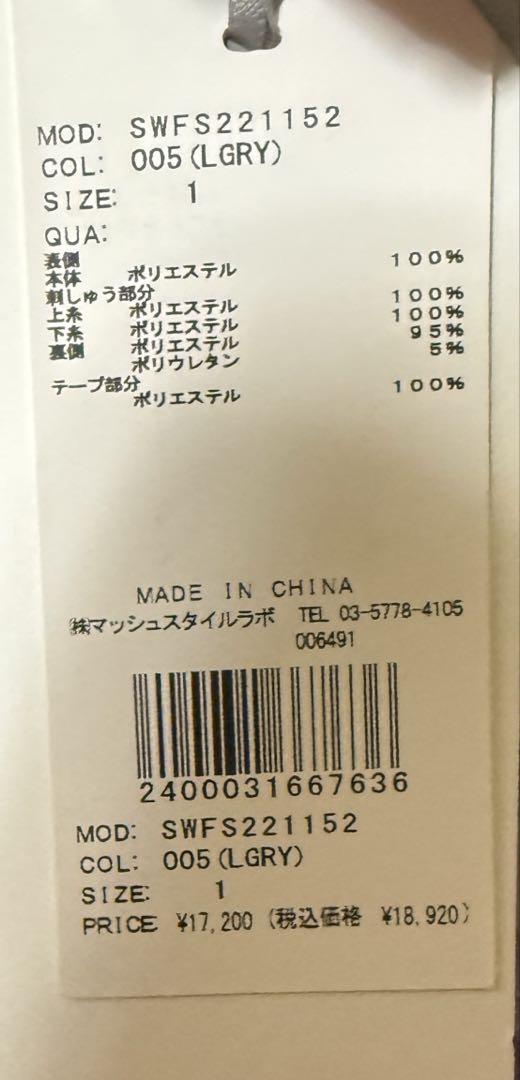 MOD: SWFS221152
COL: 005(LGRY)
SIZE: 1
QUA:
表側
本体 ポリエステル 100%
刺しゅう部分
上糸 ポリエステル 100%
下糸 ポリエステル 100%
裏側 ポリエステル 95%
ポリウレタン 5%
テープ部分
ポリエステル 100%
MADE IN CHINA
㈱マッシュスタイルラボ TEL 03-5778-4105
006491
2400031667636
MOD: SWFS221152
COL: 005(LGRY)
SIZE: 1
PRICE ¥17,200 (税込価格 ¥18,920)